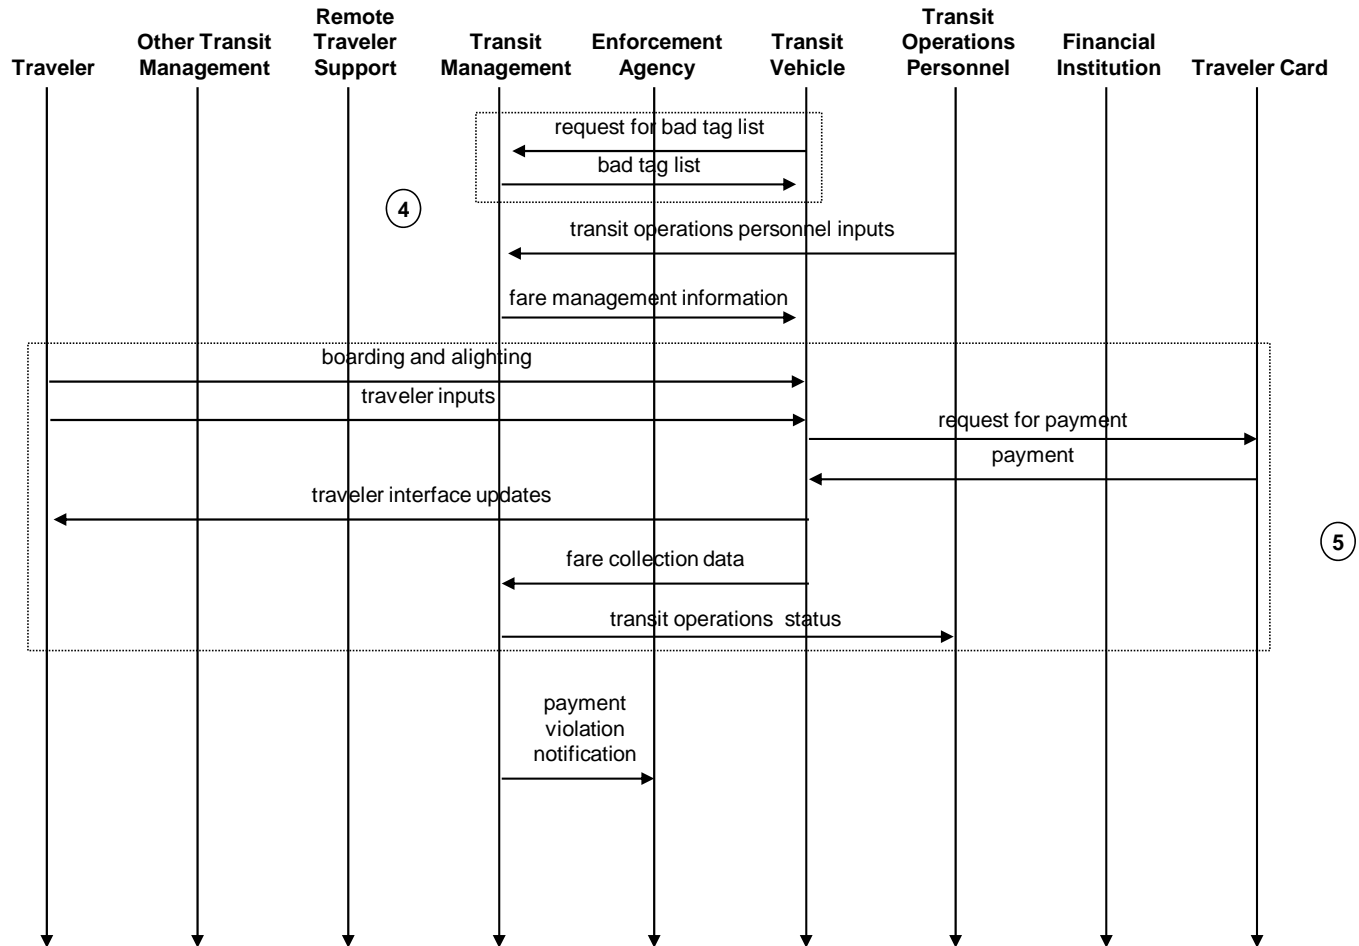 Traveler
Other Transit
Management
Remote
Traveler
Support
Transit
Management
Enforcement
Agency
Transit
Vehicle
Transit
Operations
Personnel
Financial
Institution
Traveler Card
request for bad tag list
bad tag list
4
transit operations personnel inputs
fare management information
boarding and alighting
traveler inputs
request for payment
payment
traveler interface updates
5
fare collection data
transit operations status
payment
violation
notification